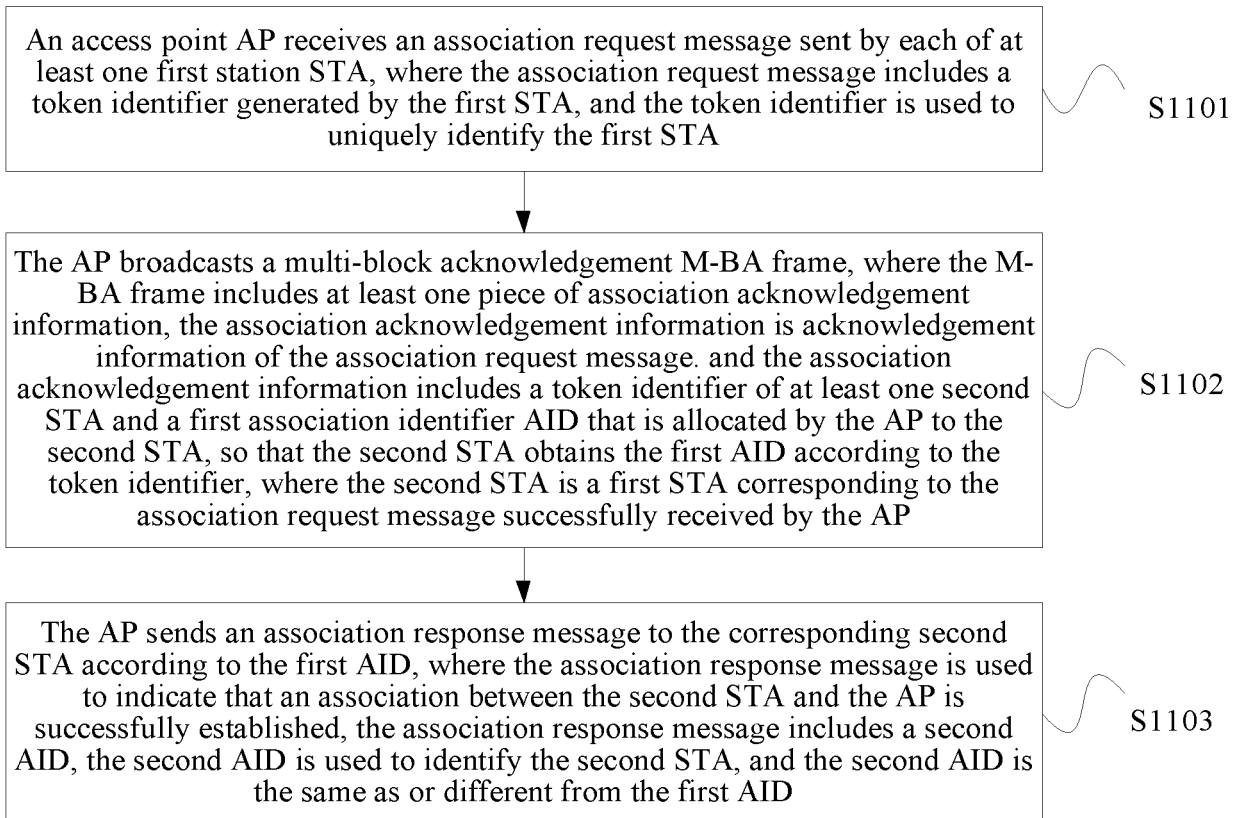 An access point AP receives an association request message sent by each of at
least one first station STA, where the association request message includes a
token identifier generated by the first STA, and the token identifier is used to
uniquely identify the first STA
S1101
The AP broadcasts a multi-block acknowledgement M-BA frame, where the M-
BA frame includes at least one piece of association acknowledgement
information, the association acknowledgement information is acknowledgement
information of the association request message. and the association
acknowledgement information includes a token identifier of at least one second
STA and a first association identifier AID that is allocated by the AP to the
second STA, so that the second STA obtains the first AID according to the
token identifier, where the second STA is a first STA corresponding to the
association request message successfully received by the AP
S1102
The AP sends an association response message to the corresponding second
STA according to the first AID, where the association response message is used
to indicate that an association between the second STA and the AP is
successfully established, the association response message includes a second
AID, the second AID is used to identify the second STA, and the second AID is
the same as or different from the first AID
S1103